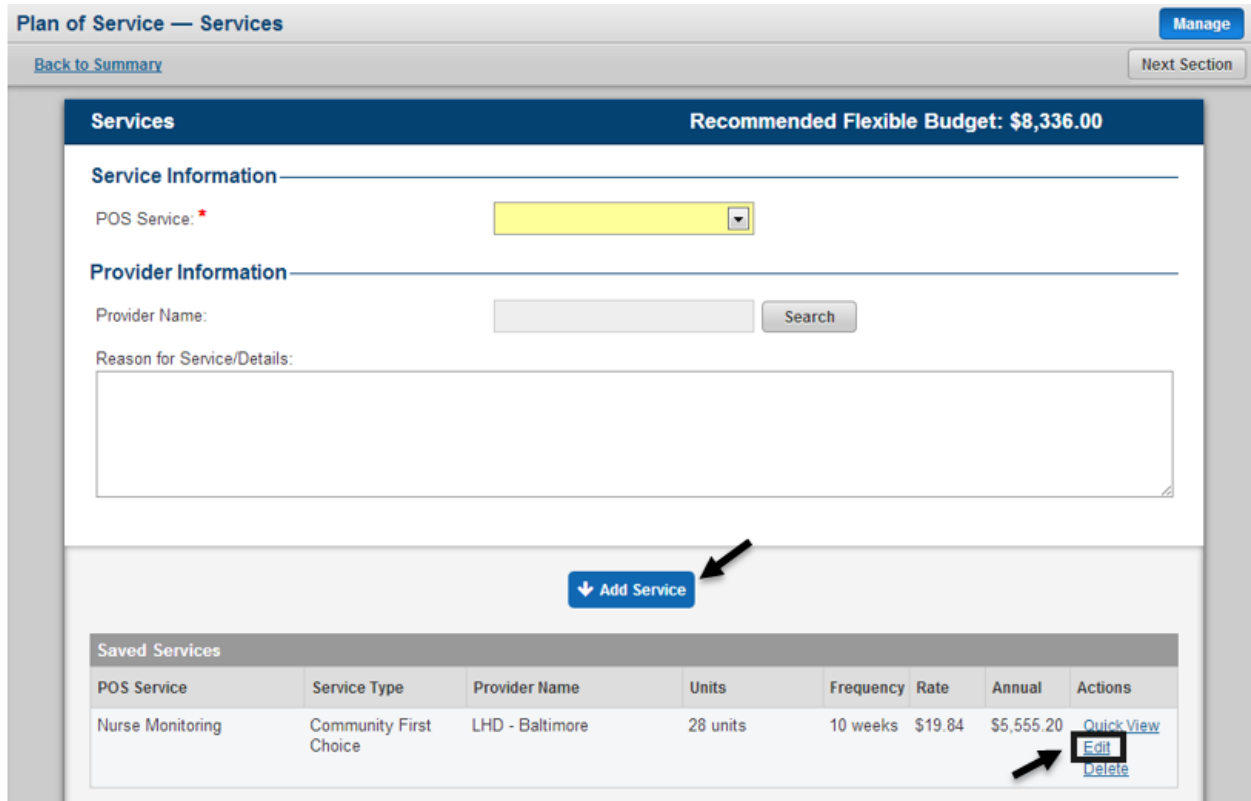 Plan of Service — Services
Manage
Back to Summary
Next Section
Services
Recommended Flexible Budget: $8,336.00
Service Information
POS Service: *
Provider Information
Provider Name:
Search
Reason for Service/Details:
Add Service
Saved Services
POS Service Service Type Provider Name Units Frequency Rate Annual Actions
Nurse Monitoring Community First LHD - Baltimore 28 units 10 weeks $19.84 $5,555.20 Quick View
Choice Edit
Delete